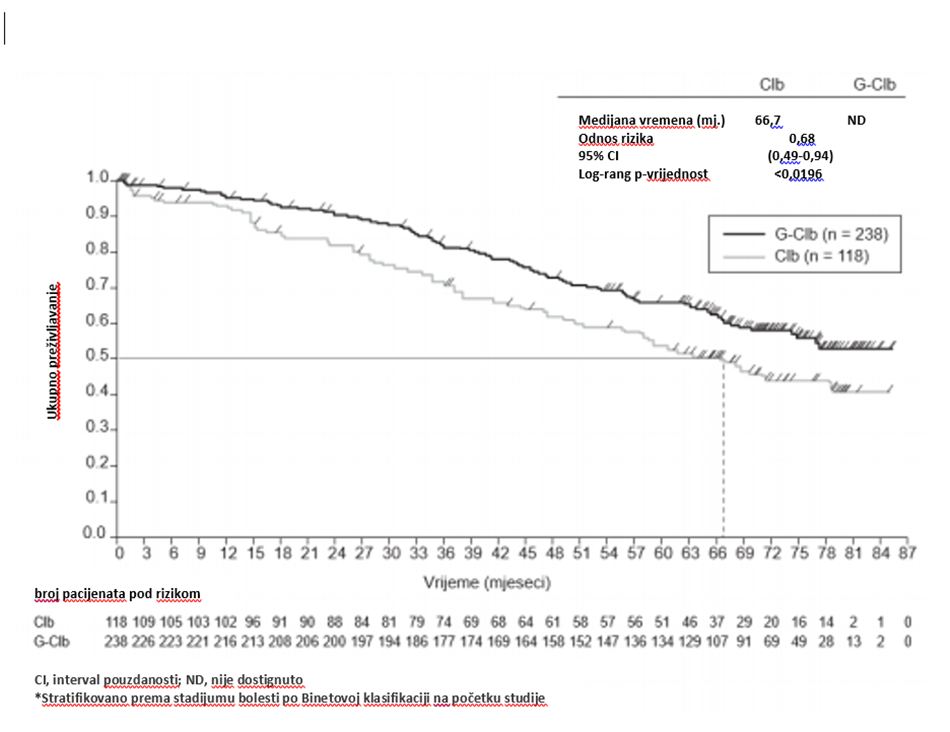 Clb G-Clb
Medijana vremena (mj.) 66,7 ND
Odnos rizika 0,68
95% CI (0,49-0,94)
Log-rang p-vrijednost <0,0196
1.0
0.9
0.8
0.7
0.6
0.5
0.4
0.3
0.2
0.1
0.0
Ukupno preživljavanje
G-Clb (n = 238)
Clb (n = 118)
0 3 6 9 12 15 18 21 24 27 30 33 36 39 42 45 48 51 54 57 60 63 66 69 72 75 78 81 84 87
Vrijeme (mjeseci)
broj pacijenata pod rizikom
Clb 118 109 105 103 102 96 91 90 88 84 81 79 74 69 68 64 61 58 57 56 51 46 37 29 20 16 14 2 1 0
G-Clb 238 226 223 221 216 213 208 206 200 197 194 186 177 174 169 164 158 152 147 136 134 129 107 91 69 49 28 13 2 0
CI, interval pouzdanosti; ND, nije dostignuto
*Stratifikovano prema stadijumu bolesti po Binetovoj klasifikaciji na početku studije